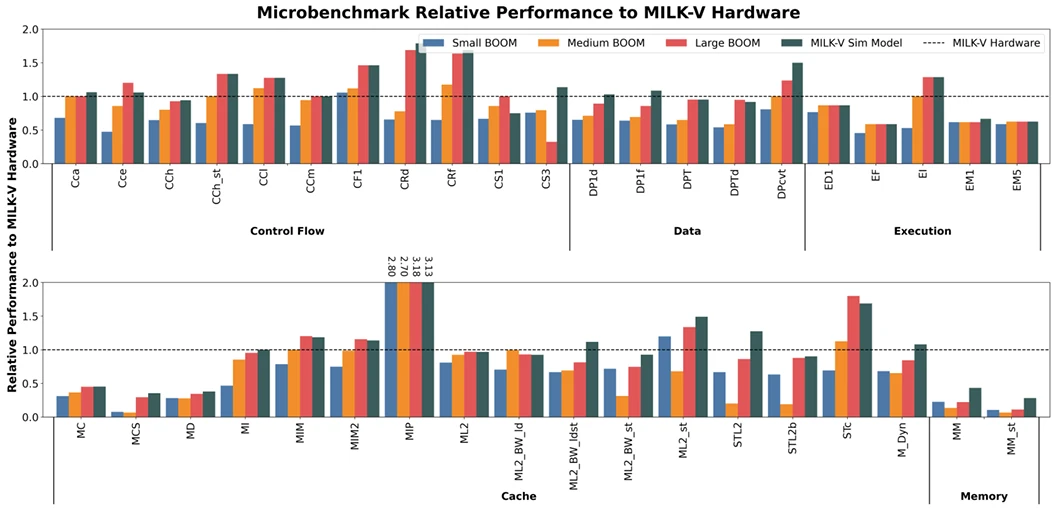 Microbenchmark Relative Performance to MILK-V Hardware
Relative Performance to MILK-V Hardware
Small BOOM Medium BOOM Large BOOM MILK-V Sim Model MILK-V Hardware
2.0
1.5
1.0
0.5
0.0
Cca Cce CCh CCh_st CCl CCm CF1 CRd CRf CS1 CS3 DP1d DP1f DPT DPTd DPcvt ED1 EF EI EM1 EM5
Control Flow Data Execution
2.80 2.70 3.18 3.13
2.0
1.5
1.0
0.5
0.0
MC MCS MD MI MIM MIM2 MIP ML2 ML2_BW_ld ML2_BW_ldst ML2_BW_st ML2_st STL2 STL2b STc M_Dyn MM MM_st
Cache Memory